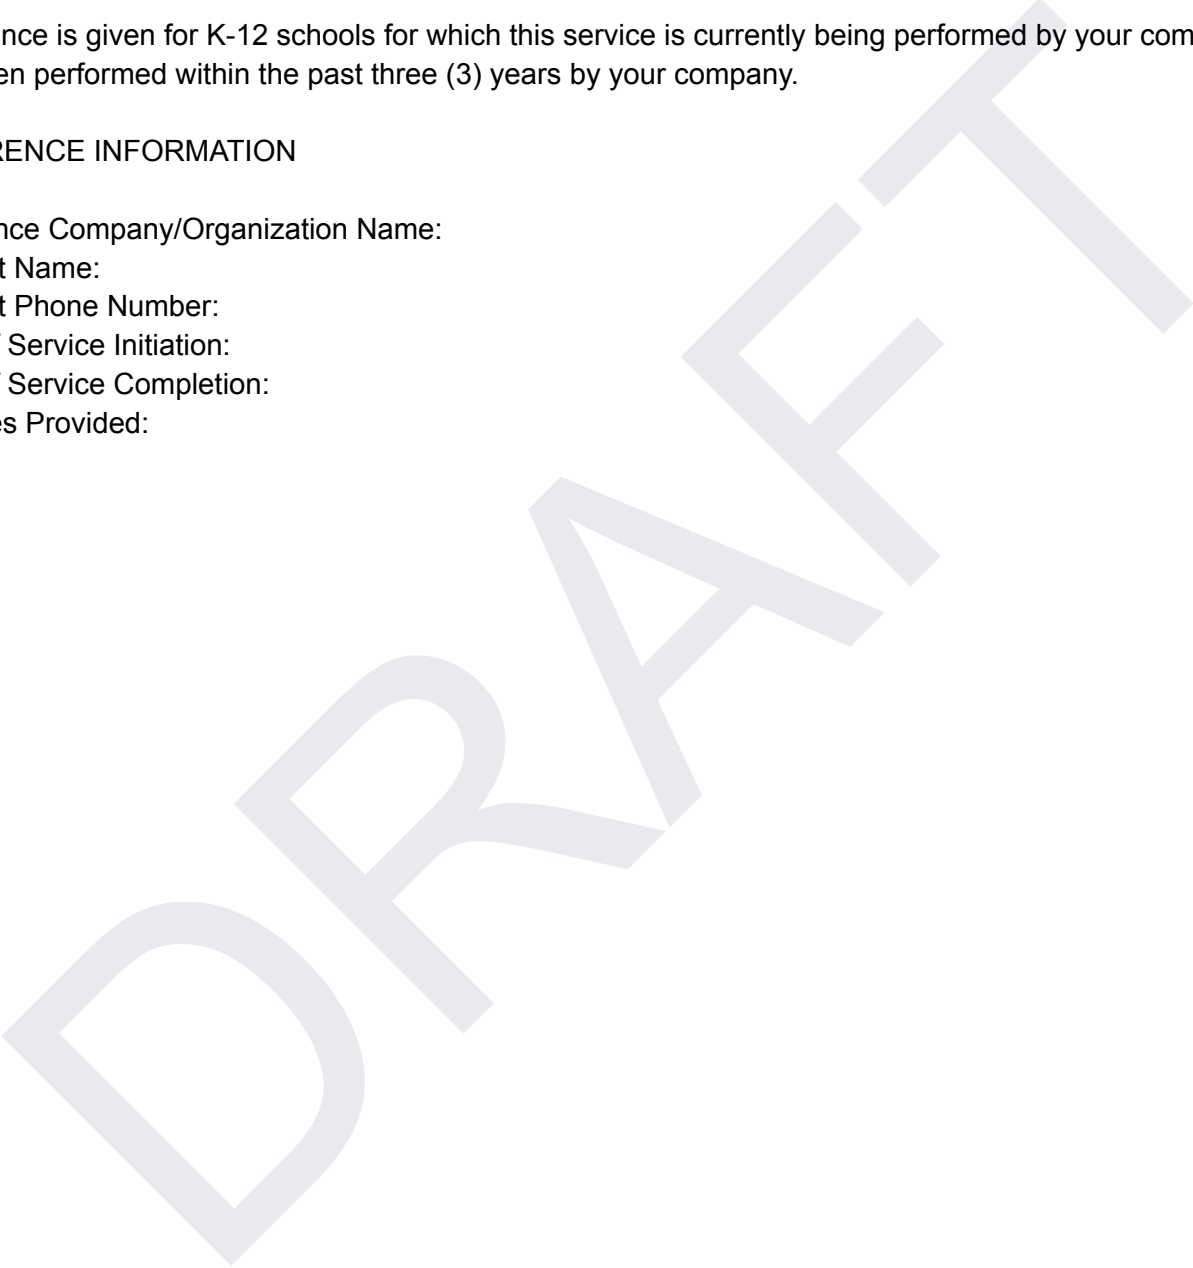 nce is given for K-12 schools for which this service is currently being performed by your com
en performed within the past three (3) years by your company.
RENCE INFORMATION
nce Company/Organization Name:
t Name:
t Phone Number:
Service Initiation:
Service Completion:
es Provided:
DRAFT